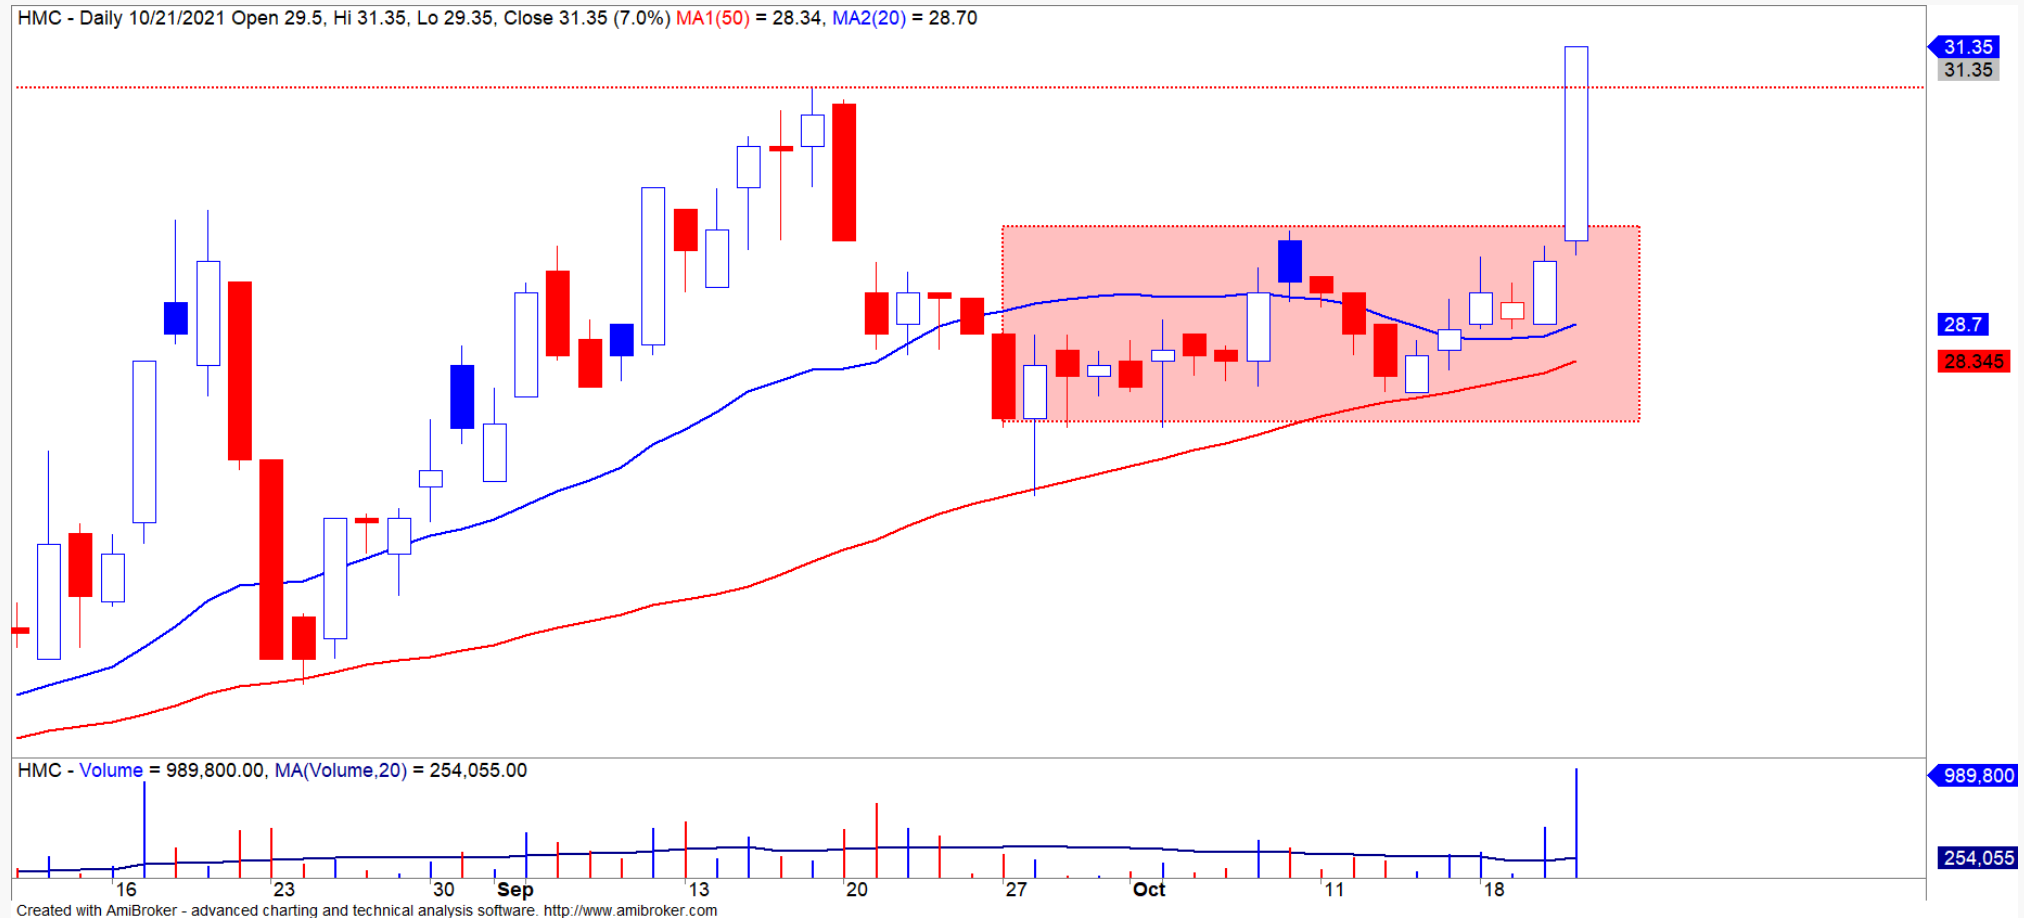 HMC - Daily 10/21/2021 Open 29.5, Hi 31.35, Lo 29.35, Close 31.35 (7.0%) MA1(50) = 28.34, MA2(20) = 28.70
31.35
31.35
28.7
28.345
HMC - Volume = 989,800.00, MA(Volume,20) = 254,055.00
989,800
254,055
16 23 30 Sep 13 20 27 Oct 11 18
Created with AmiBroker - advanced charting and technical analysis software. http://www.amibroker.com